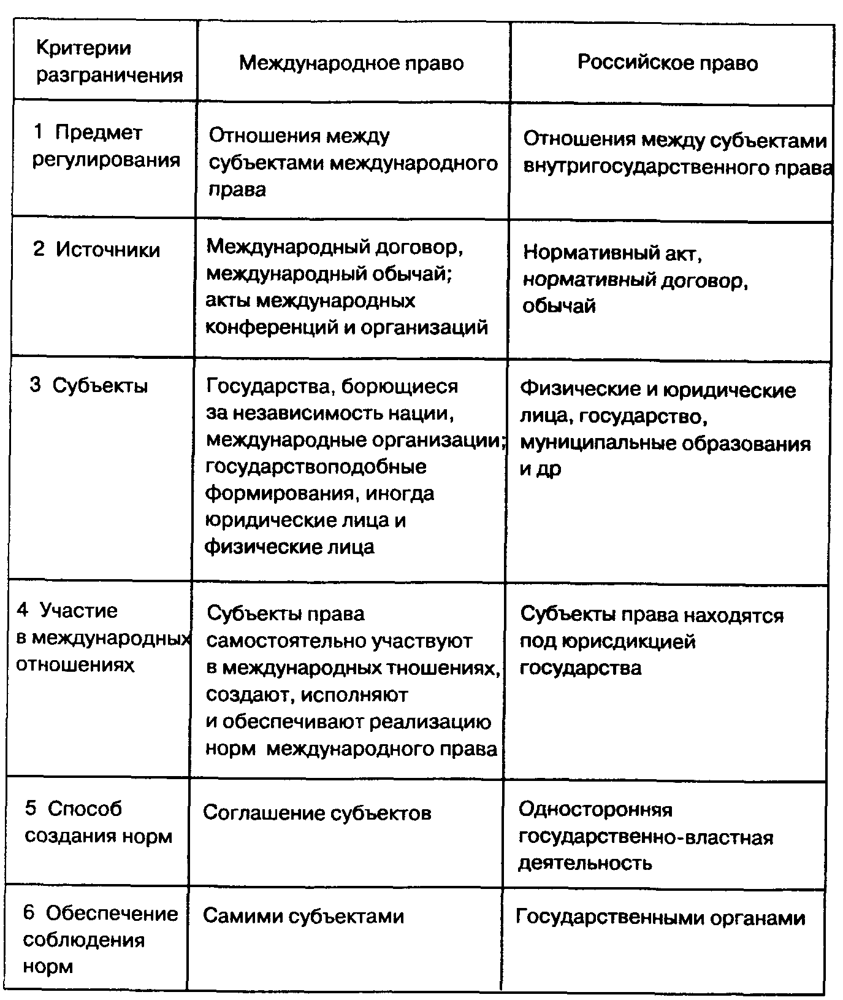 Критерии
разграничения
Международное право
Российское право
1 Предмет
регулирования
Отношения между
субъектами международного
права
Отношения между субъектами
внутригосударственного права
2 Источники
Международный договор,
международный обычай;
акты международных
конференций и организаций
Нормативный акт,
нормативный договор,
обычай
3 Субъекты
Государства, борющиеся
за независимость нации,
международные организации;
государствоподобные
формирования, иногда
юридические лица и
физические лица
Физические и юридические
лица, государство,
муниципальные образования
и др
4 Участие
в международных
отношениях
Субъекты права
самостоятельно участвуют
в международных тношениях,
создают, исполняют
и обеспечивают реализацию
норм международного права
Субъекты права находятся
под юрисдикцией
государства
5 Способ
создания норм
Соглашение субъектов
Односторонняя
государственно-властная
деятельность
6 Обеспечение
соблюдения
норм
Самими субъектами
Государственными органами